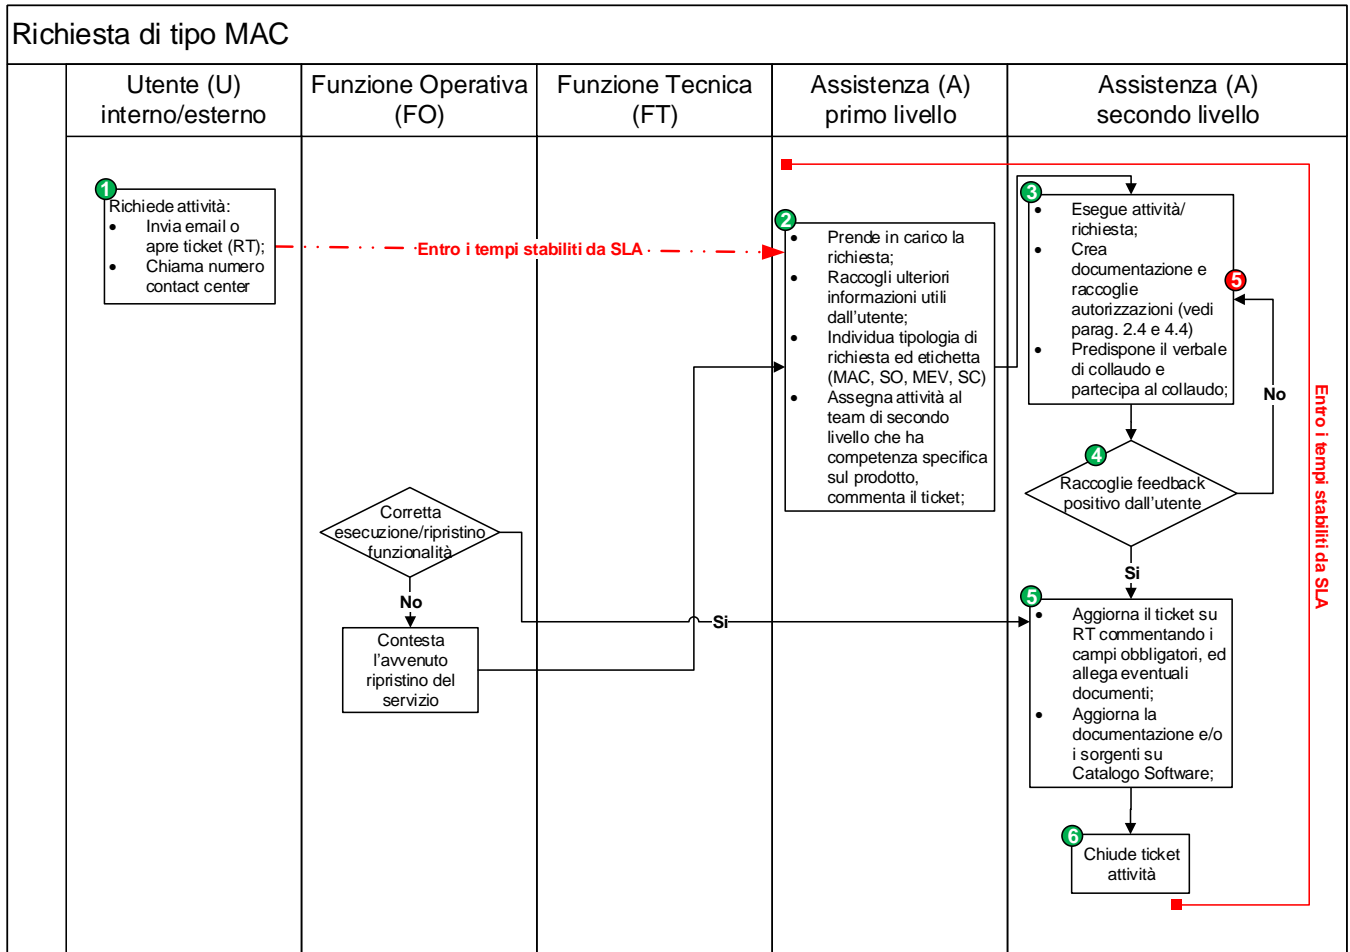 Richiesta di tipo MAC
Utente (U)
interno/esterno
Funzione Operativa
(FO)
Funzione Tecnica
(FT)
Assistenza (A)
primo livello
Assistenza (A)
secondo livello
1
Richiede attività:
• Invia email o
apre ticket (RT);
• Chiama numero
contact center
Entro i tempi stabiliti da SLA
2
• Prende in carico la
richiesta;
• Raccogli ulteriori
informazioni utili
dall'utente;
• Individua tipologia di
richiesta ed etichetta
(MAC, SO, MEV, SC)
• Assegna attività al
team di secondo
livello che ha
competenza specifica
sul prodotto,
commenta il ticket;
3
• Esegue attività/
richiesta;
• Crea
documentazione e
raccoglie
autorizzazioni (vedi
parag. 2.4 e 4.4)
• Predispone il verbale
di collaudo e
partecipa al collaudo;
5
No
Entro i tempi stabiliti da SLA
4
Raccoglie feedback
positivo dall'utente
Si
Corretta
esecuzione/ripristino
funzionalità
No
Si
Contesta
l'avvenuto
ripristino del
servizio
5
• Aggiorna il ticket su
RT commentando i
campi obbligatori, ed
allega eventuali
documenti;
• Aggiorna la
documentazione e/o
i sorgenti su
Catalogo Software;
6
Chiude ticket
attività